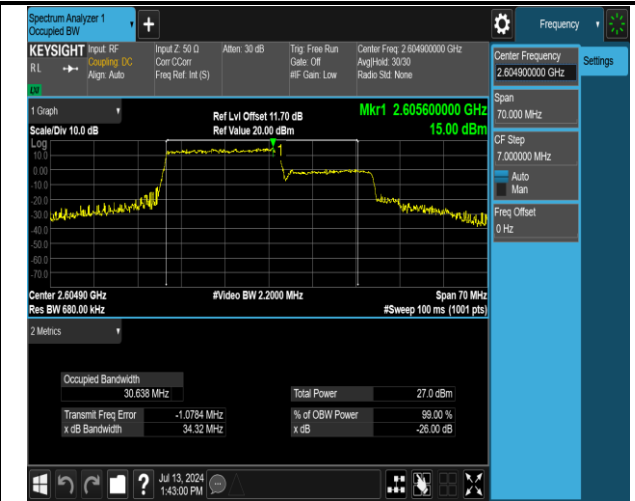 Spectrum Analyzer 1
Occupied BW
Frequency
KEYSIGHT
RL
Input: RF
Coupling: DC
Align: Auto
Input Z: 50 Ω
Corr CCorr
Freq Ref: Int (S)
Atten: 30 dB
Trig: Free Run
Gate: Off
#IF Gain: Low
Center Freq: 2.604900000 GHz
Avg|Hold: 30/30
Radio Std: None
LXI
1 Graph
Scale/Div 10.0 dB
Ref Lvl Offset 11.70 dB
Ref Value 20.00 dBm
Mkr1 2.605600000 GHz
15.00 dBm
Log
10.0
0.00
-10.0
-20.0
-30.0
-40.0
-50.0
-60.0
-70.0
1
Center 2.60490 GHz
Res BW 680.00 kHz
#Video BW 2.2000 MHz
Span 70 MHz
#Sweep 100 ms (1001 pts)
2 Metrics
Occupied Bandwidth
30.638 MHz
Transmit Freq Error -1.0784 MHz
x dB Bandwidth 34.32 MHz
Total Power 27.0 dBm
% of OBW Power 99.00 %
x dB -26.00 dB
Center Frequency
2.604900000 GHz
Settings
Span
70.000 MHz
CF Step
7.000000 MHz
Auto
Man
Freq Offset
0 Hz
?
Jul 13, 2024
1:43:00 PM